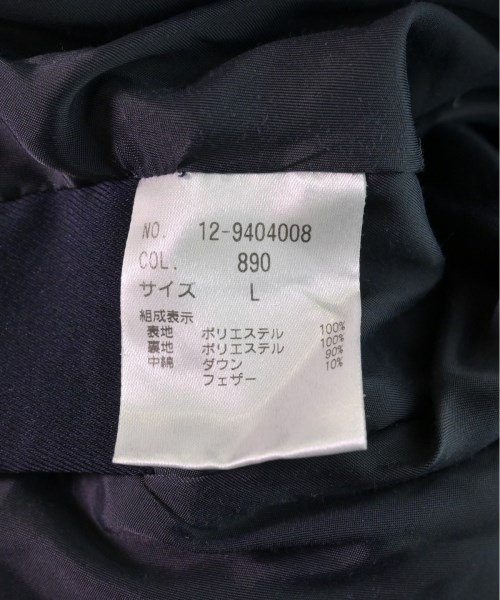 NO. 12-9404008
COL. 890
サイズ L
組成表示
表地 ポリエステル 100%
裏地 ポリエステル 100%
中綿 ダウン 90%
フェザー 10%